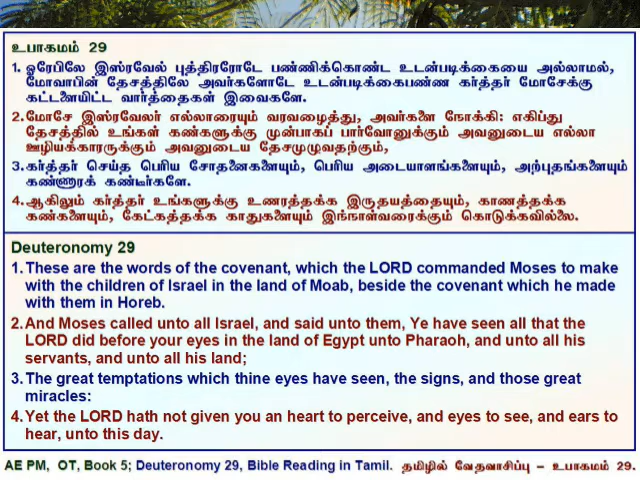 உபாகமம் 29
1. ஓரேபிலே இஸ்ரவேல் புத்திரரோடே பண்ணிக்கொண்ட உடன்படிக்கையை அல்லாமல்,
மோவாபின் தேசத்திலே அவர்களோடே உடன்படிக்கைபண்ண கர்த்தர் மோசேக்கு
கட்டளையிட்ட வார்த்தைகள் இவைகளே.
2. மோசே இஸ்ரவேலர் எல்லாரையும் வரவழைத்து, அவர்களை நோக்கி: எகிப்து
தேசத்தில் உங்கள் கண்களுக்கு முன்பாகப் பார்வோனுக்கும் அவனுடைய எல்லா
ஊழியக்காரருக்கும் அவனுடைய தேசமுழுவதற்கும்,
3. கர்த்தர் செய்த பெரிய சோதனைகளையும், பெரிய அடையாளங்களையும், அற்புதங்களையும்
கண்ணாரக் கண்டீர்களே.
4. ஆகிலும் கர்த்தர் உங்களுக்கு உணரத்தக்க இருதயத்தையும், காணத்தக்க
கண்களையும், கேட்கத்தக்க காதுகளையும் இந்நாள்வரைக்கும் கொடுக்கவில்லை.
Deuteronomy 29
1. These are the words of the covenant, which the LORD commanded Moses to make
with the children of Israel in the land of Moab, beside the covenant which he made
with them in Horeb.
2. And Moses called unto all Israel, and said unto them, Ye have seen all that the
LORD did before your eyes in the land of Egypt unto Pharaoh, and unto all his
servants, and unto all his land;
3. The great temptations which thine eyes have seen, the signs, and those great
miracles:
4. Yet the LORD hath not given you an heart to perceive, and eyes to see, and ears to
hear, unto this day.
AE PM, OT, Book 5; Deuteronomy 29, Bible Reading in Tamil. தமிழில் வேதவாசிப்பு – உபாகமம் 29.